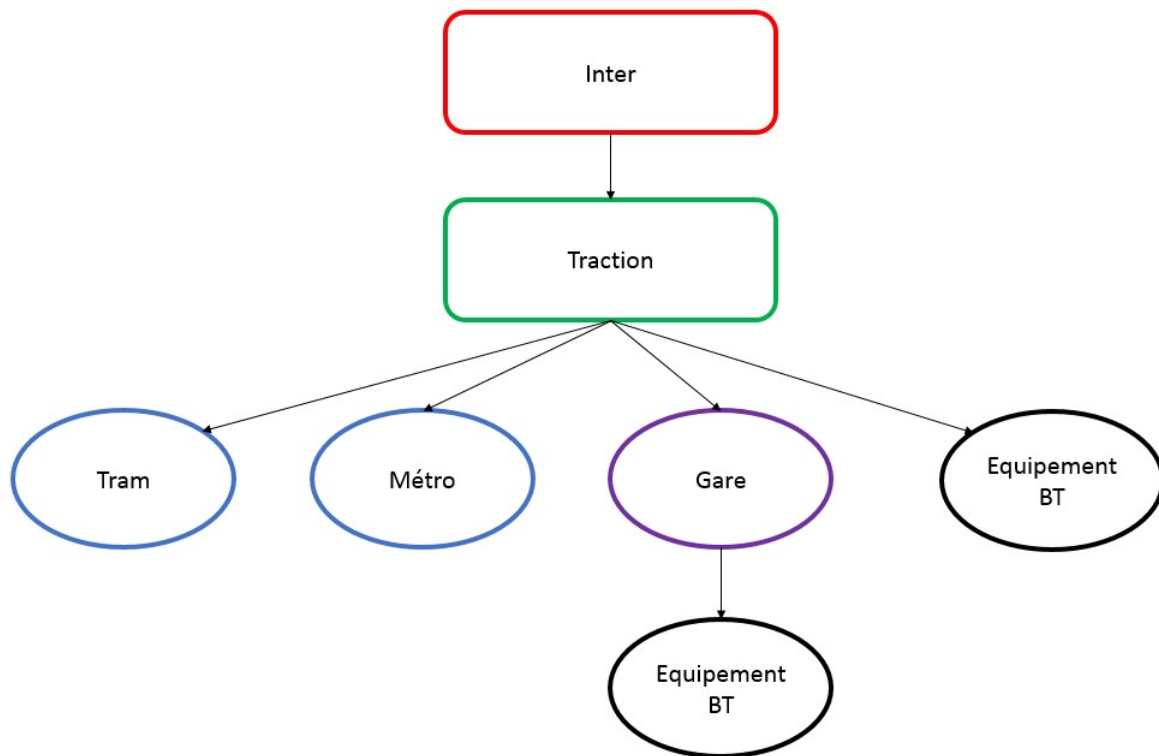 Inter
Traction
Tram
Métro
Gare
Equipement
BT
Equipement
BT